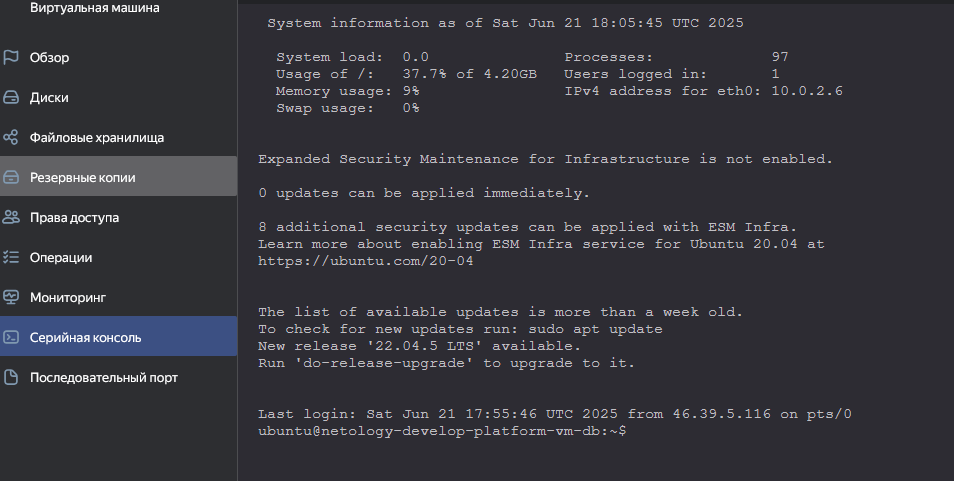 Виртуальная машина
Обзор
Диски
Файловые хранилища
Резервные копии
Права доступа
Операции
Мониторинг
Серийная консоль
Последовательный порт
System information as of Sat Jun 21 18:05:45 UTC 2025
System load: 0.0 Processes: 97
Usage of /: 37.7% of 4.20GB Users logged in: 1
Memory usage: 9% IPv4 address for eth0: 10.0.2.6
Swap usage: 0%
Expanded Security Maintenance for Infrastructure is not enabled.
0 updates can be applied immediately.
8 additional security updates can be applied with ESM Infra.
Learn more about enabling ESM Infra service for Ubuntu 20.04 at
https://ubuntu.com/20-04
The list of available updates is more than a week old.
To check for new updates run: sudo apt update
New release '22.04.5 LTS' available.
Run 'do-release-upgrade' to upgrade to it.
Last login: Sat Jun 21 17:55:46 UTC 2025 from 46.39.5.116 on pts/0
ubuntu@netology-develop-platform-vm-db:~$